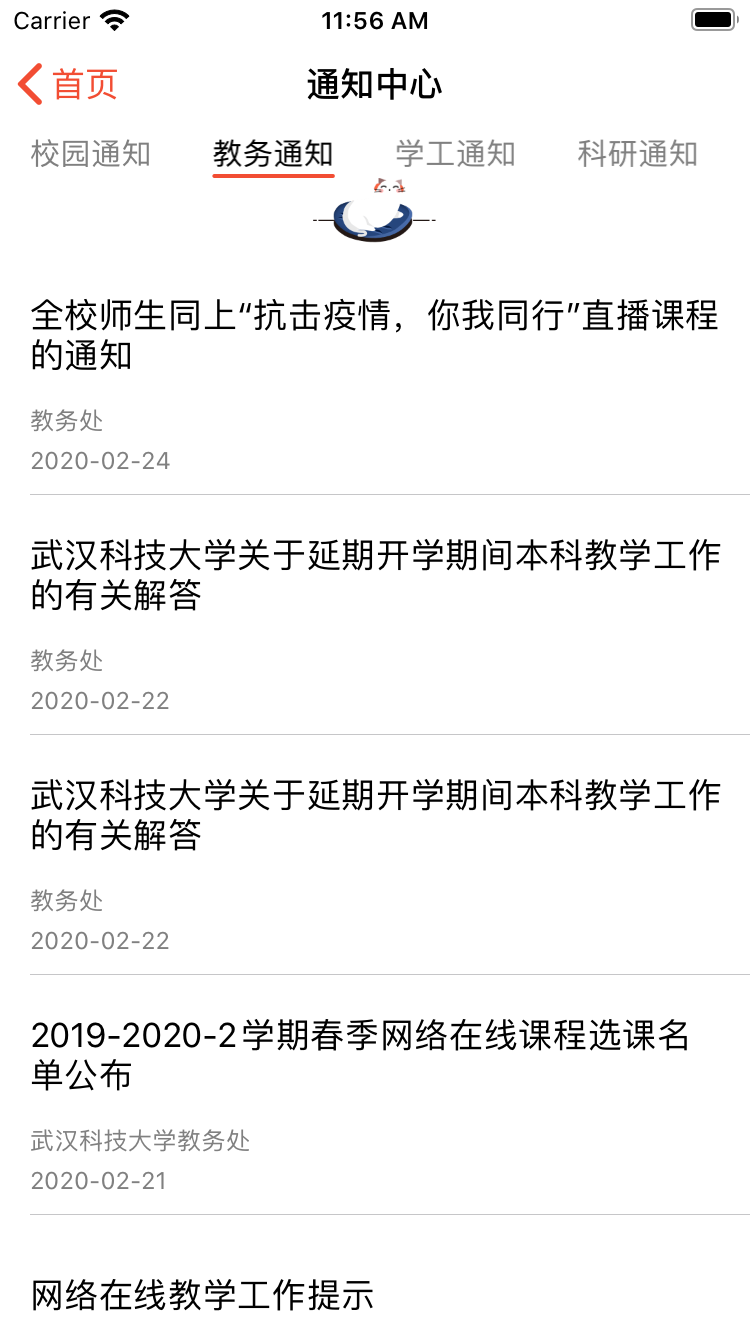 Carrier 11:56 AM
首页 通知中心
校园通知 教务通知 学工通知 科研通知
全校师生同上“抗击疫情，你我同行”直播课程
的通知
教务处
2020-02-24
武汉科技大学关于延期开学期间本科教学工作
的有关解答
教务处
2020-02-22
武汉科技大学关于延期开学期间本科教学工作
的有关解答
教务处
2020-02-22
2019-2020-2学期春季网络在线课程选课名
单公布
武汉科技大学教务处
2020-02-21
网络在线教学工作提示